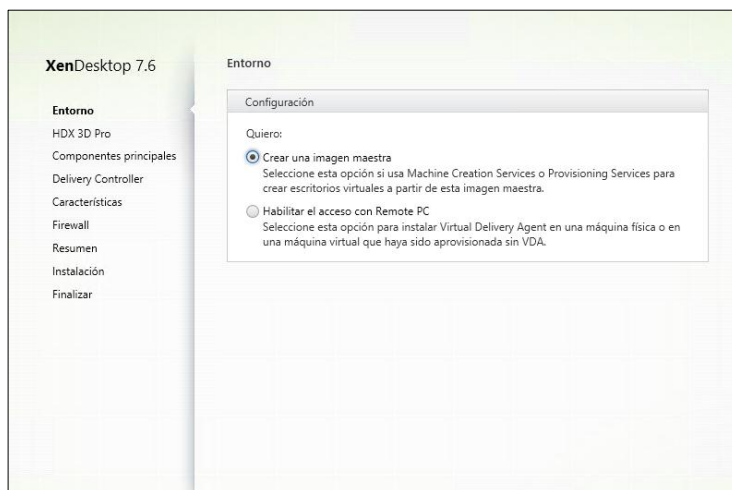 XenDesktop 7.6
Entorno
HDX 3D Pro
Componentes principales
Delivery Controller
Características
Firewall
Resumen
Instalación
Finalizar
Entorno
Configuración
Quiero:
Crear una imagen maestra
Seleccione esta opción si usa Machine Creation Services o Provisioning Services para
crear escritorios virtuales a partir de esta imagen maestra.
Habilitar el acceso con Remote PC
Seleccione esta opción para instalar Virtual Delivery Agent en una máquina física o en
una máquina virtual que haya sido aprovisionada sin VDA.